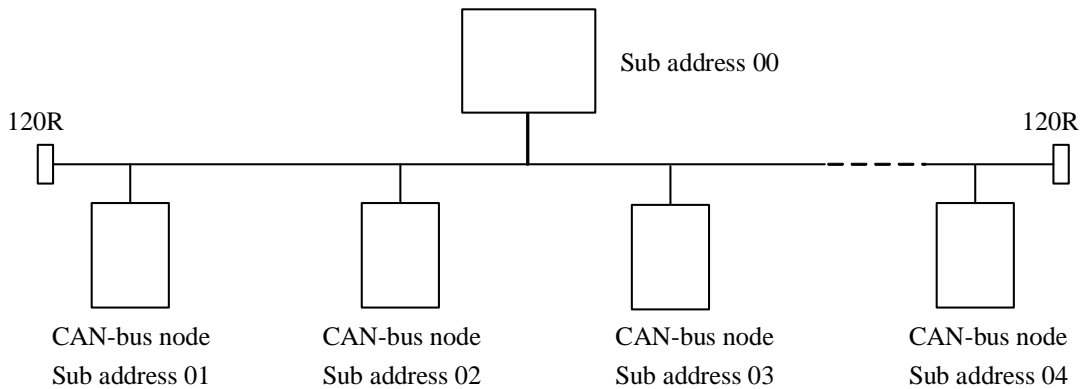 Sub address 00
120R
120R
CAN-bus node
Sub address 01
CAN-bus node
Sub address 02
CAN-bus node
Sub address 03
CAN-bus node
Sub address 04